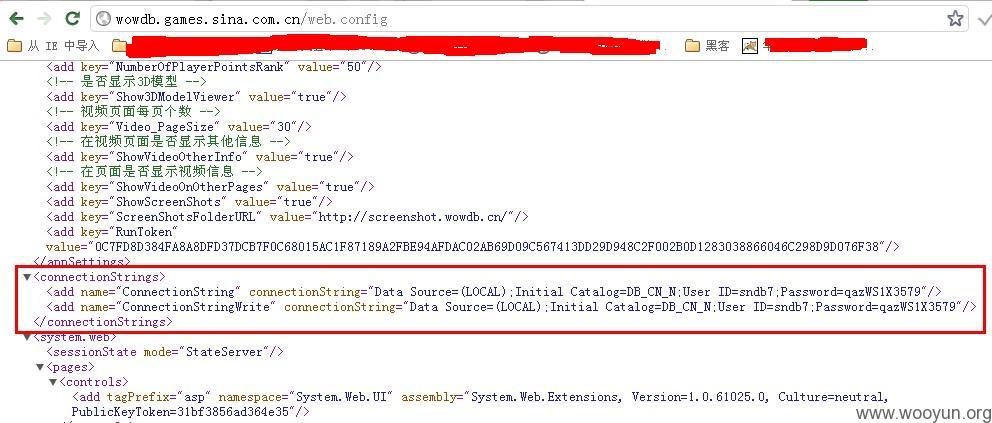 wowdb.games.sina.com.cn/web.config
从 IE 中导入 黑客
<add key="NumberOfPlayerPointsRank" value="50"/>
<!-- 是否显示3D模型 -->
<add key="Show3DModelViewer" value="true"/>
<!-- 视频页面每页个数 -->
<add key="Video_PageSize" value="30"/>
<!-- 在视频页面是否显示其他信息 -->
<add key="ShowVideoOtherInfo" value="true"/>
<!-- 在页面是否显示视频信息 -->
<add key="ShowVideoOnOtherPages" value="true"/>
<add key="ShowScreenShots" value="true"/>
<add key="ScreenShotsFolderURL" value="http://screenshot.wowdb.cn/"/>
<add key="RunToken"
value="0C7FD8D384FA8A8DFD37DCB7F0C68015AC1F87189A2FBE94AFDAC02AB69D09C567413DD29D948C2F002B0D1283038866046C298D9D076F38"/>
</appSettings>
▼<connectionStrings>
<add name="ConnectionString" connectionString="Data Source=(LOCAL);Initial Catalog=DB_CN_N;User ID=sndb7;Password=qazWS1X3579"/>
<add name="ConnectionStringWrite" connectionString="Data Source=(LOCAL);Initial Catalog=DB_CN_N;User ID=sndb7;Password=qazWS1X3579"/>
</connectionStrings>
▼<system.web>
<sessionState mode="StateServer"/>
▼<pages>
▼<controls>
<add tagPrefix="asp" namespace="System.Web.UI" assembly="System.Web.Extensions, Version=1.0.61025.0, Culture=neutral,
PublicKeyToken=31bf3856ad364e35"/>
www.wooyun.org